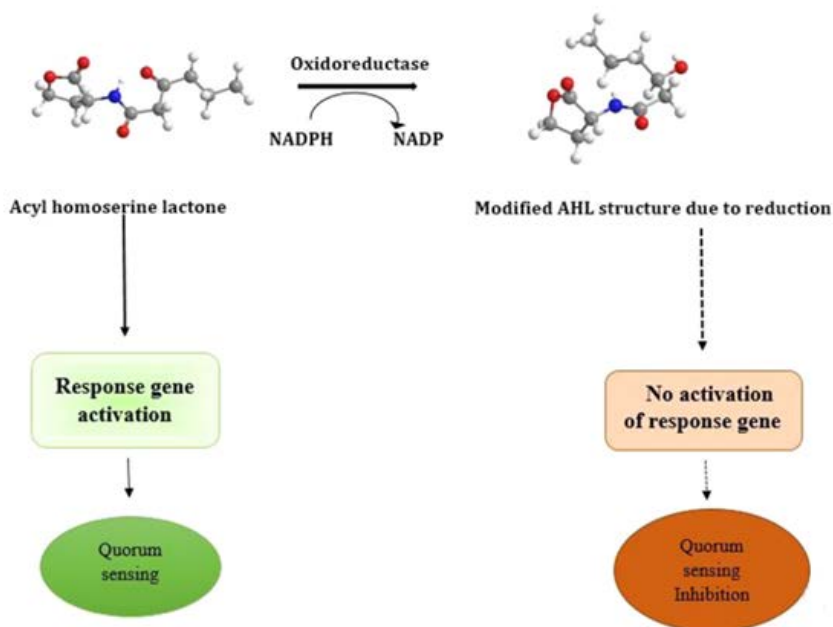 Oxidoreductase
NADPH
NADP
Acyl homoserine lactone
Modified AHL structure due to reduction
Response gene
activation
No activation
of response gene
Quorum
sensing
Quorum
sensing
Inhibition